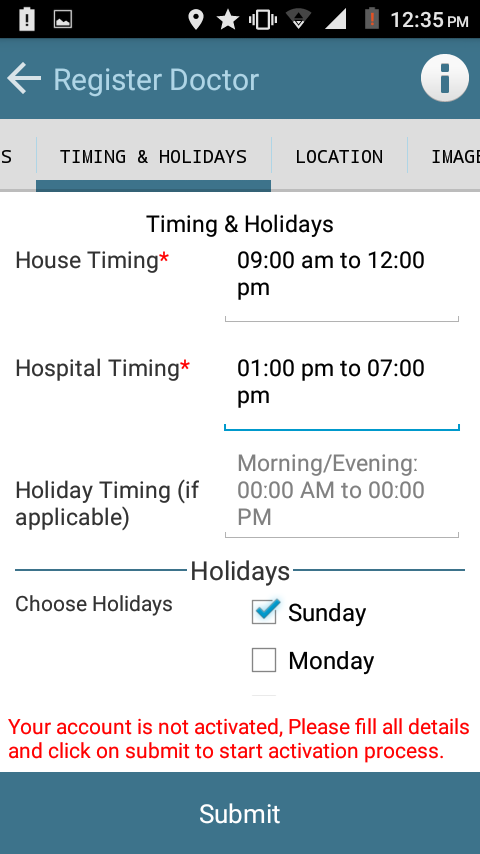 12:35 PM
Register Doctor
S
TIMING & HOLIDAYS
LOCATION
IMAGE
Timing & Holidays
House Timing*
09:00 am to 12:00
pm
Hospital Timing*
01:00 pm to 07:00
pm
Holiday Timing (if
applicable)
Morning/Evening:
00:00 AM to 00:00
PM
Holidays
Choose Holidays
Sunday
Monday
Your account is not activated, Please fill all details
and click on submit to start activation process.
Submit